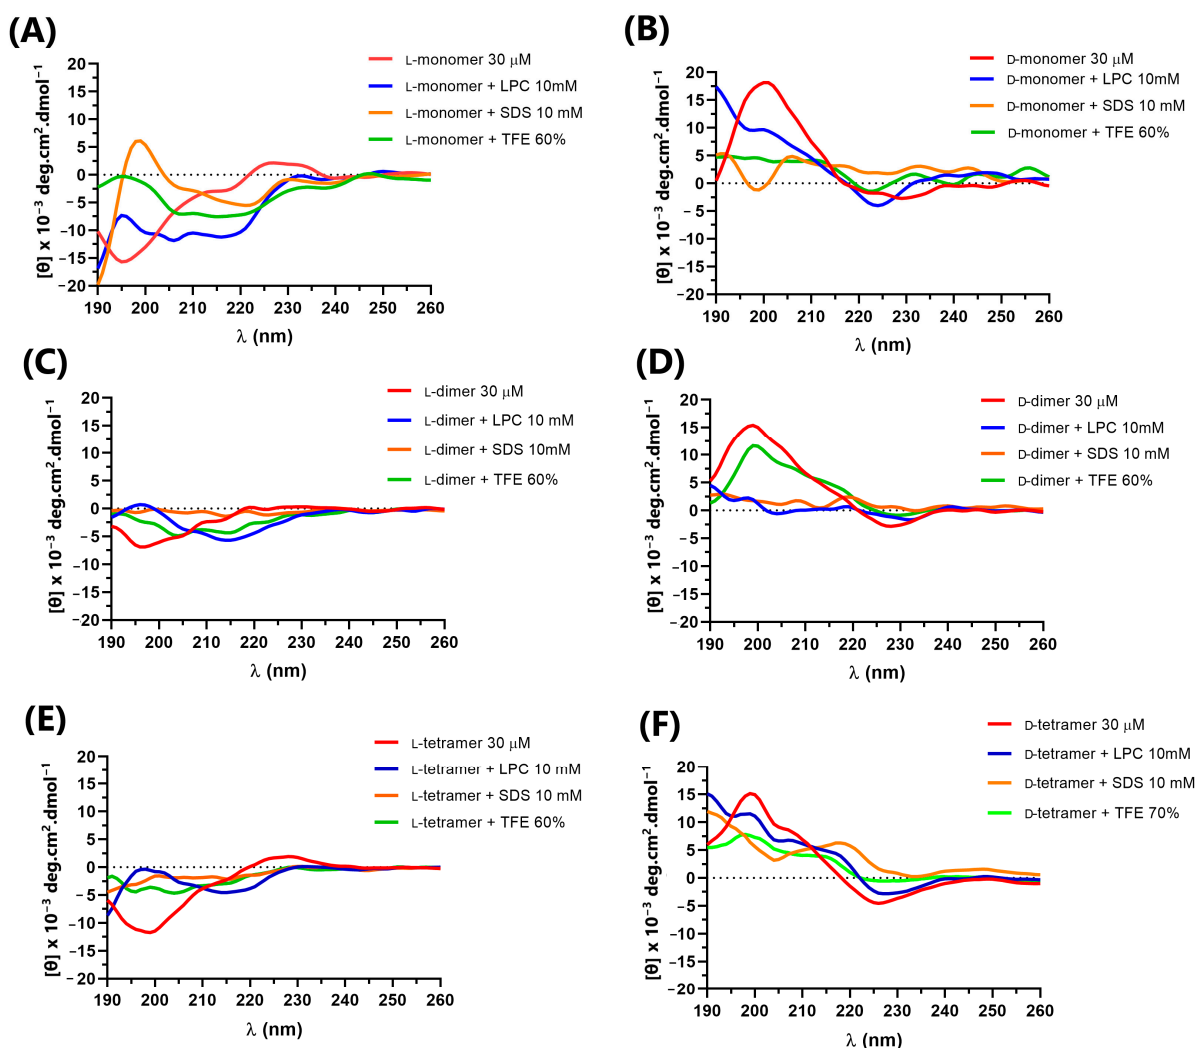 (A)
L-monomer 30 μM
L-monomer + LPC 10mM
L-monomer + SDS 10 mM
L-monomer + TFE 60%
[θ] x 10⁻³ deg.cm².dmol⁻¹
20
15
10
5
0
−5
−10
−15
−20
190 200 210 220 230 240 250 260
λ (nm)
(B)
D-monomer 30 μM
D-monomer + LPC 10mM
D-monomer + SDS 10 mM
D-monomer + TFE 60%
[θ] x 10⁻³ deg.cm².dmol⁻¹
20
15
10
5
0
−5
−10
−15
−20
190 200 210 220 230 240 250 260
λ (nm)
(C)
L-dimer 30 μM
L-dimer + LPC 10 mM
L-dimer + SDS 10mM
L-dimer + TFE 60%
[θ] x 10⁻³ deg.cm².dmol⁻¹
20
15
10
5
0
−5
−10
−15
−20
190 200 210 220 230 240 250 260
λ (nm)
(D)
D-dimer 30 μM
D-dimer + LPC 10mM
D-dimer + SDS 10 mM
D-dimer + TFE 60%
[θ] x 10⁻³ deg.cm².dmol⁻¹
20
15
10
5
0
−5
−10
−15
−20
190 200 210 220 230 240 250 260
λ (nm)
(E)
L-tetramer 30 μM
L-tetramer + LPC 10 mM
L-tetramer + SDS 10 mM
L-tetramer + TFE 60%
[θ] x 10⁻³ deg.cm².dmol⁻¹
20
15
10
5
0
−5
−10
−15
−20
190 200 210 220 230 240 250 260
λ (nm)
(F)
D-tetramer 30 μM
D-tetramer + LPC 10mM
D-tetramer + SDS 10 mM
D-tetramer + TFE 70%
[θ] x 10⁻³ deg.cm².dmol⁻¹
20
15
10
5
0
−5
−10
−15
−20
190 200 210 220 230 240 250 260
λ (nm)